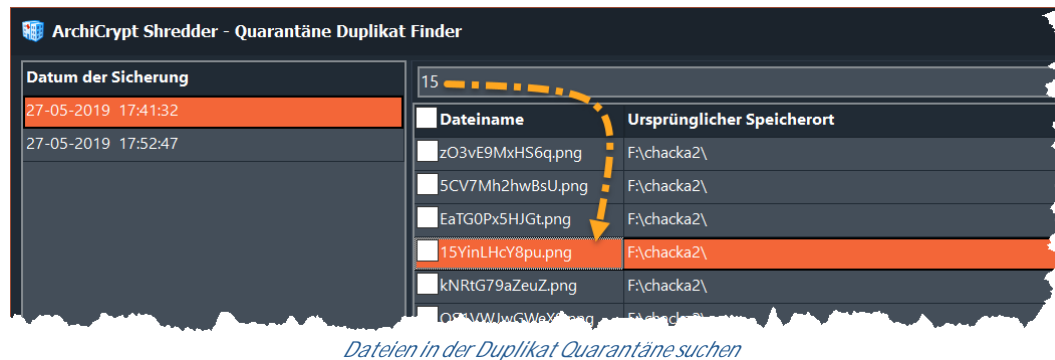 ArchiCrypt Shredder - Quarantäne Duplikat Finder
Datum der Sicherung
27-05-2019 17:41:32
27-05-2019 17:52:47
15
Dateiname Ursprünglicher Speicherort
zO3vE9MxHS6q.png F:\chacka2\
5CV7Mh2hwBsU.png F:\chacka2\
EaTG0Px5HJGt.png F:\chacka2\
15YinLHcY8pu.png F:\chacka2\
kNRtG79aZeuZ.png F:\chacka2\
Dateien in der Duplikat Quarantäne suchen